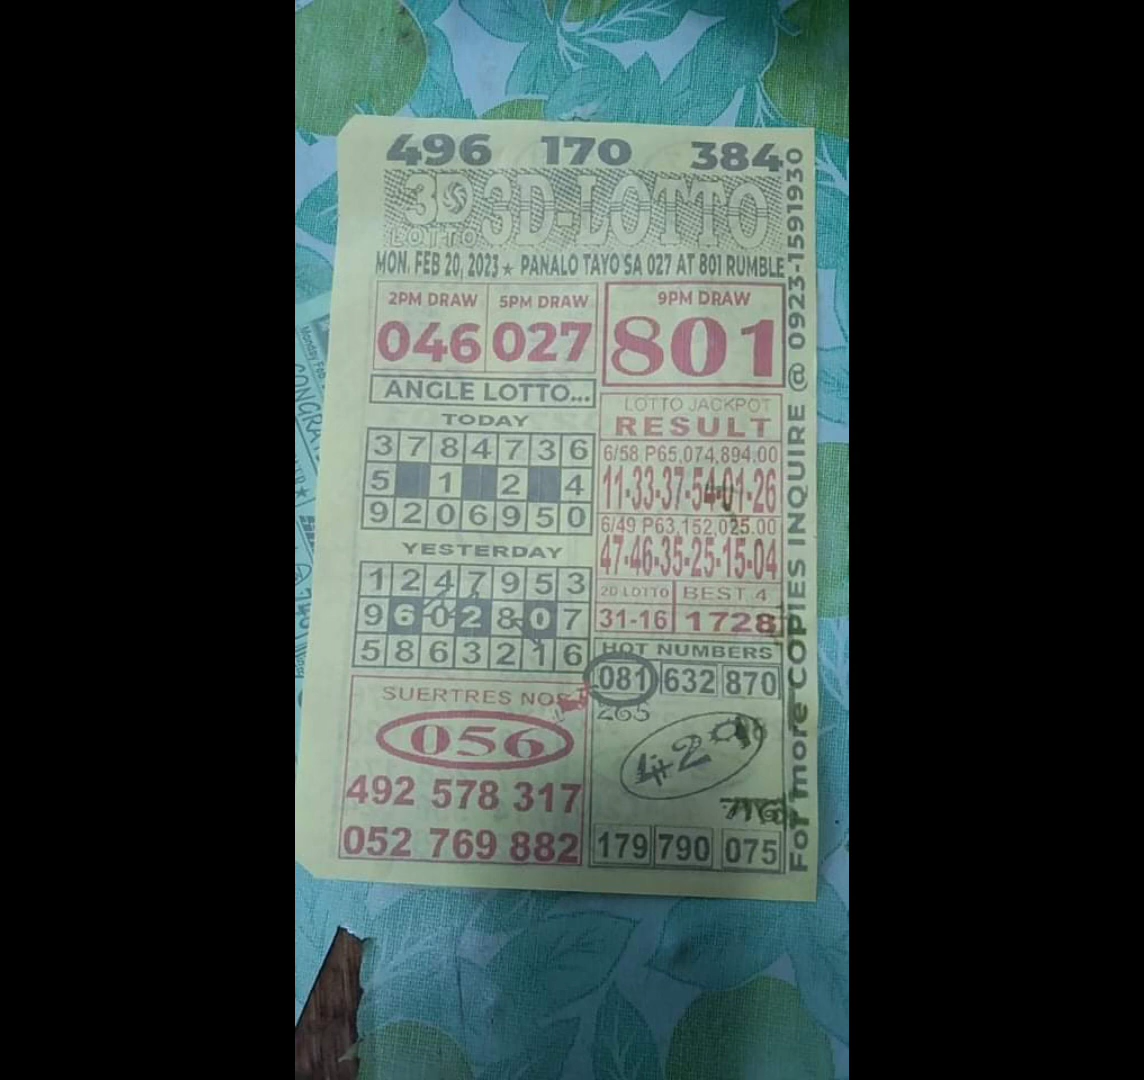 496 170 384
3D LOTTO 3D-LOTTO
MON. FEB 20, 2023 ★ PANALO TAYO SA 027 AT 801 RUMBLE
2PM DRAW 5PM DRAW 9PM DRAW
046 027 801
ANGLE LOTTO...
TODAY
3 7 8 4 7 3 6
5 1 2 4
9 2 0 6 9 5 0
YESTERDAY
1 2 4 7 9 5 3
9 6 0 2 8 0 7
5 8 6 3 2 1 6
LOTTO JACKPOT
RESULT
6/58 P65,074,894.00
11-33-37-54-01-26
6/49 P63,152,025.00
47-46-35-25-15-04
2D LOTTO BEST 4
31-16 1728
HOT NUMBERS
081 632 870
265
429
716
179 790 075
SUERTRES NOS
056
492 578 317
052 769 882
For more COPIES INQUIRE @ 0923-1591930
Monday Feb
CONGRA